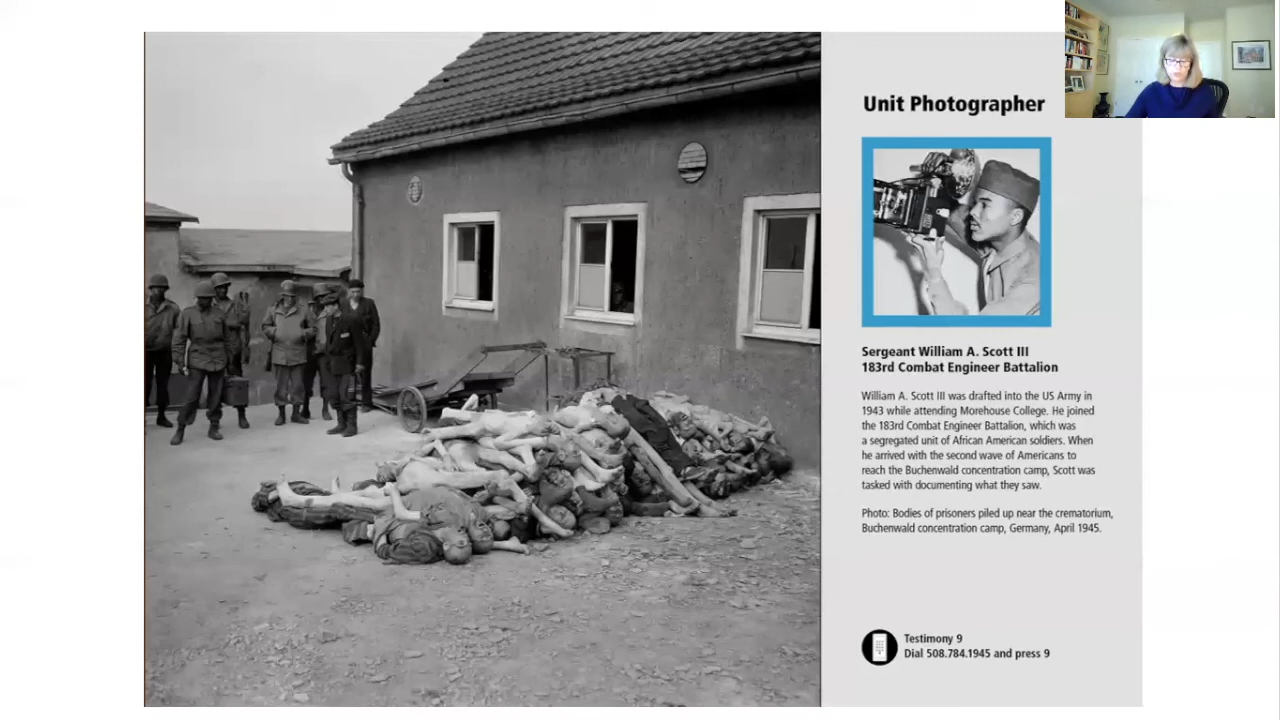 Unit Photographer
Sergeant William A. Scott III
183rd Combat Engineer Battalion
William A. Scott III was drafted into the US Army in
1943 while attending Morehouse College. He joined
the 183rd Combat Engineer Battalion, which was
a segregated unit of African American soldiers. When
he arrived with the second wave of Americans to
reach the Buchenwald concentration camp, Scott was
tasked with documenting what they saw.
Photo: Bodies of prisoners piled up near the crematorium,
Buchenwald concentration camp, Germany, April 1945.
Testimony 9
Dial 508.784.1945 and press 9